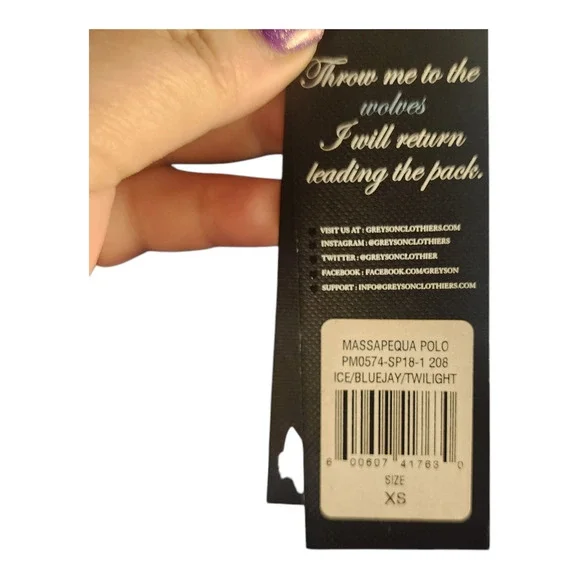 Throw me to the
wolves
I will return
leading the pack.
VISIT US AT : GREYSONCLOTHIERS.COM
INSTAGRAM : @GREYSONCLOTHIERS
TWITTER : @GREYSONCLOTHIER
FACEBOOK : FACEBOOK.COM/GREYSON
SUPPORT : INFO@GREYSONCLOTHIERS.COM
MASSAPEQUA POLO
PM0574-SP18-1 208
ICE/BLUEJAY/TWILIGHT
6 00607 41763 0
SIZE
XS